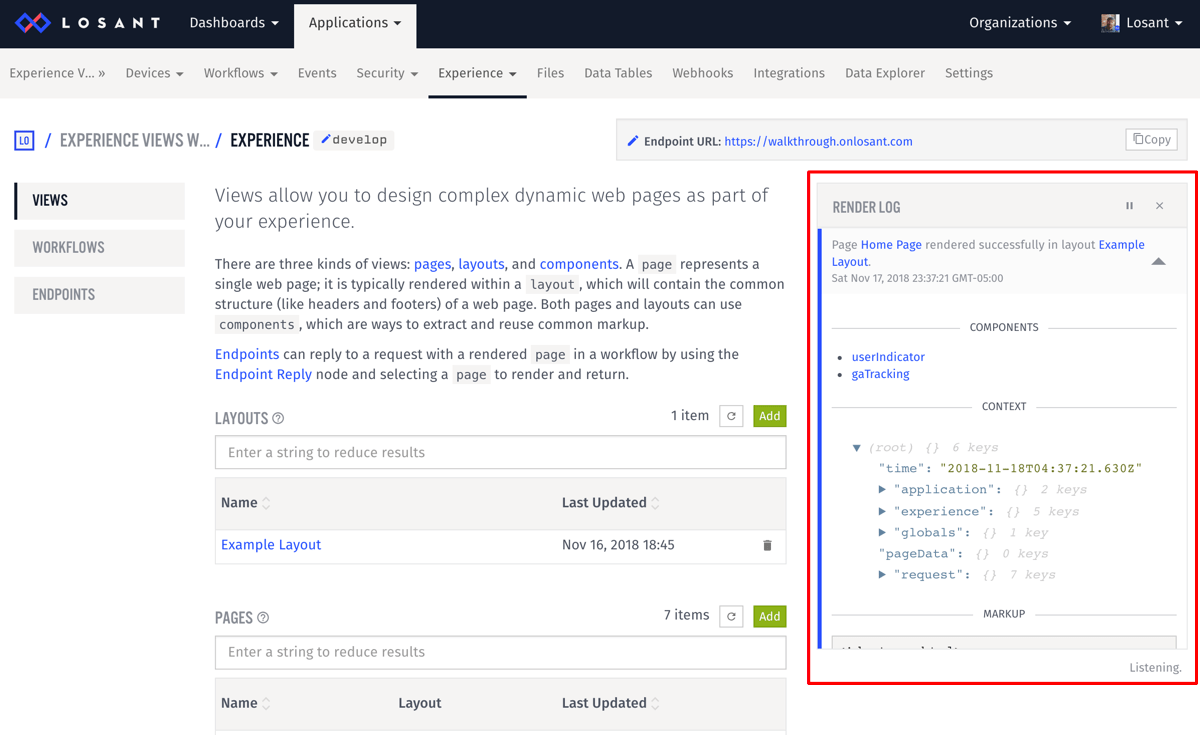 LOSANT Dashboards Applications Organizations Losant
Experience V... » Devices Workflows Events Security Experience Files Data Tables Webhooks Integrations Data Explorer Settings
LO / EXPERIENCE VIEWS W... / EXPERIENCE develop
Endpoint URL: https://walkthrough.onlosant.com Copy
VIEWS
WORKFLOWS
ENDPOINTS
Views allow you to design complex dynamic web pages as part of
your experience.
There are three kinds of views: pages, layouts, and components. A page represents a
single web page; it is typically rendered within a layout, which will contain the common
structure (like headers and footers) of a web page. Both pages and layouts can use
components, which are ways to extract and reuse common markup.
Endpoints can reply to a request with a rendered page in a workflow by using the
Endpoint Reply node and selecting a page to render and return.
LAYOUTS 1 item Add
Enter a string to reduce results
Name Last Updated
Example Layout Nov 16, 2018 18:45
PAGES 7 items Add
Enter a string to reduce results
Name Layout Last Updated
RENDER LOG
Page Home Page rendered successfully in layout Example
Layout.
Sat Nov 17, 2018 23:37:21 GMT-05:00
COMPONENTS
userIndicator
gaTracking
CONTEXT
(root) {} 6 keys
"time": "2018-11-18T04:37:21.630Z"
"application": {} 2 keys
"experience": {} 5 keys
"globals": {} 1 key
"pageData": {} 0 keys
"request": {} 7 keys
MARKUP
Listening.